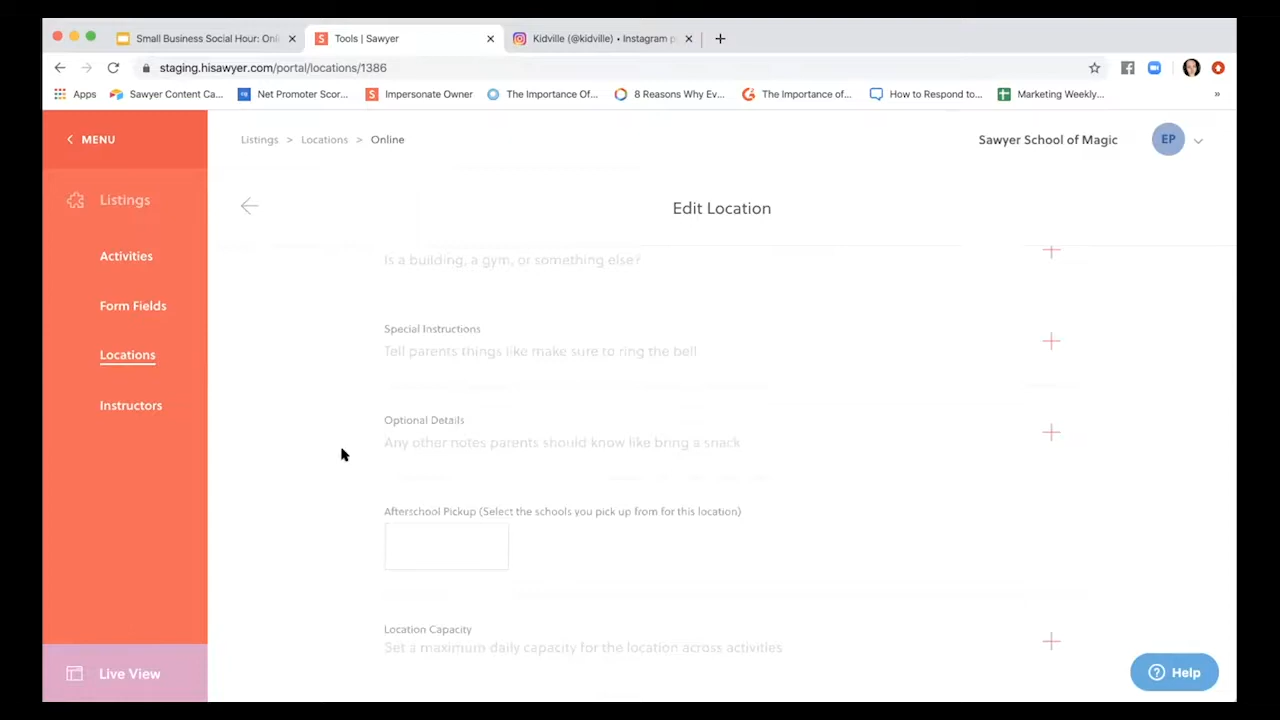 Small Business Social Hour: Onl
Tools | Sawyer
Kidville (@kidville) • Instagram p
staging.hisawyer.com/portal/locations/1386
Apps
Sawyer Content Ca...
Net Promoter Scor...
Impersonate Owner
The Importance Of...
8 Reasons Why Ev...
The Importance of...
How to Respond to...
Marketing Weekly...
»
< MENU
Listings > Locations > Online
Sawyer School of Magic
EP
Listings
Edit Location
Activities
Is a building, a gym, or something else?
Form Fields
Special Instructions
Tell parents things like make sure to ring the bell
Locations
Instructors
Optional Details
Any other notes parents should know like bring a snack
Afterschool Pickup (Select the schools you pick up from for this location)
Location Capacity
Set a maximum daily capacity for the location across activities
Live View
? Help